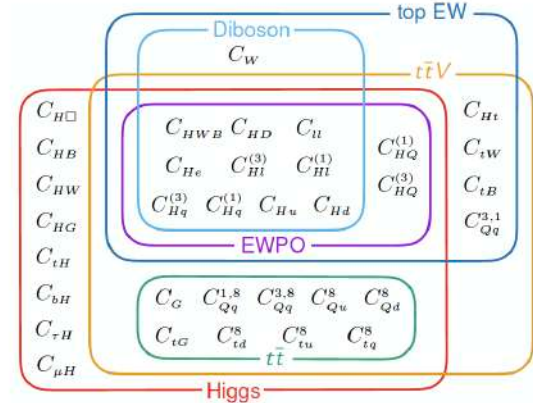 top EW
Diboson
C_W
t\bar{t}V
C_{H□}
C_{HB}
C_{HW}
C_{HG}
C_{tH}
C_{bH}
C_{τH}
C_{μH}
C_{HWB} C_{HD} C_{ll}
C_{He} C_{Hl}^{(3)} C_{Hl}^{(1)}
C_{Hq}^{(3)} C_{Hq}^{(1)} C_{Hu} C_{Hd}
C_{HQ}^{(1)}
C_{HQ}^{(3)}
C_{Ht}
C_{tW}
C_{tB}
C_{Qq}^{3,1}
EWPO
C_G C_{Qq}^{1,8} C_{Qq}^{3,8} C_{Qu}^{8} C_{Qd}^{8}
C_{tG} C_{td}^{8} C_{tu}^{8} C_{tq}^{8}
t\bar{t}
Higgs